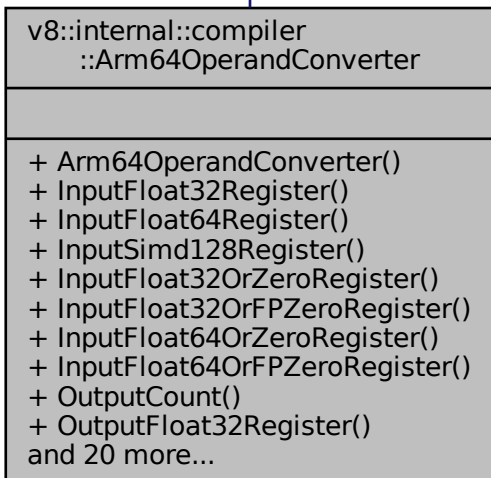 v8::internal::compiler
::Arm64OperandConverter
+ Arm64OperandConverter()
+ InputFloat32Register()
+ InputFloat64Register()
+ InputSimd128Register()
+ InputFloat32OrZeroRegister()
+ InputFloat32OrFPZeroRegister()
+ InputFloat64OrZeroRegister()
+ InputFloat64OrFPZeroRegister()
+ OutputCount()
+ OutputFloat32Register()
and 20 more...